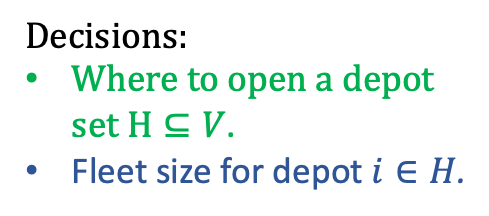 Decisions:
• Where to open a depot
set H ⊆ V.
• Fleet size for depot i ∈ H.